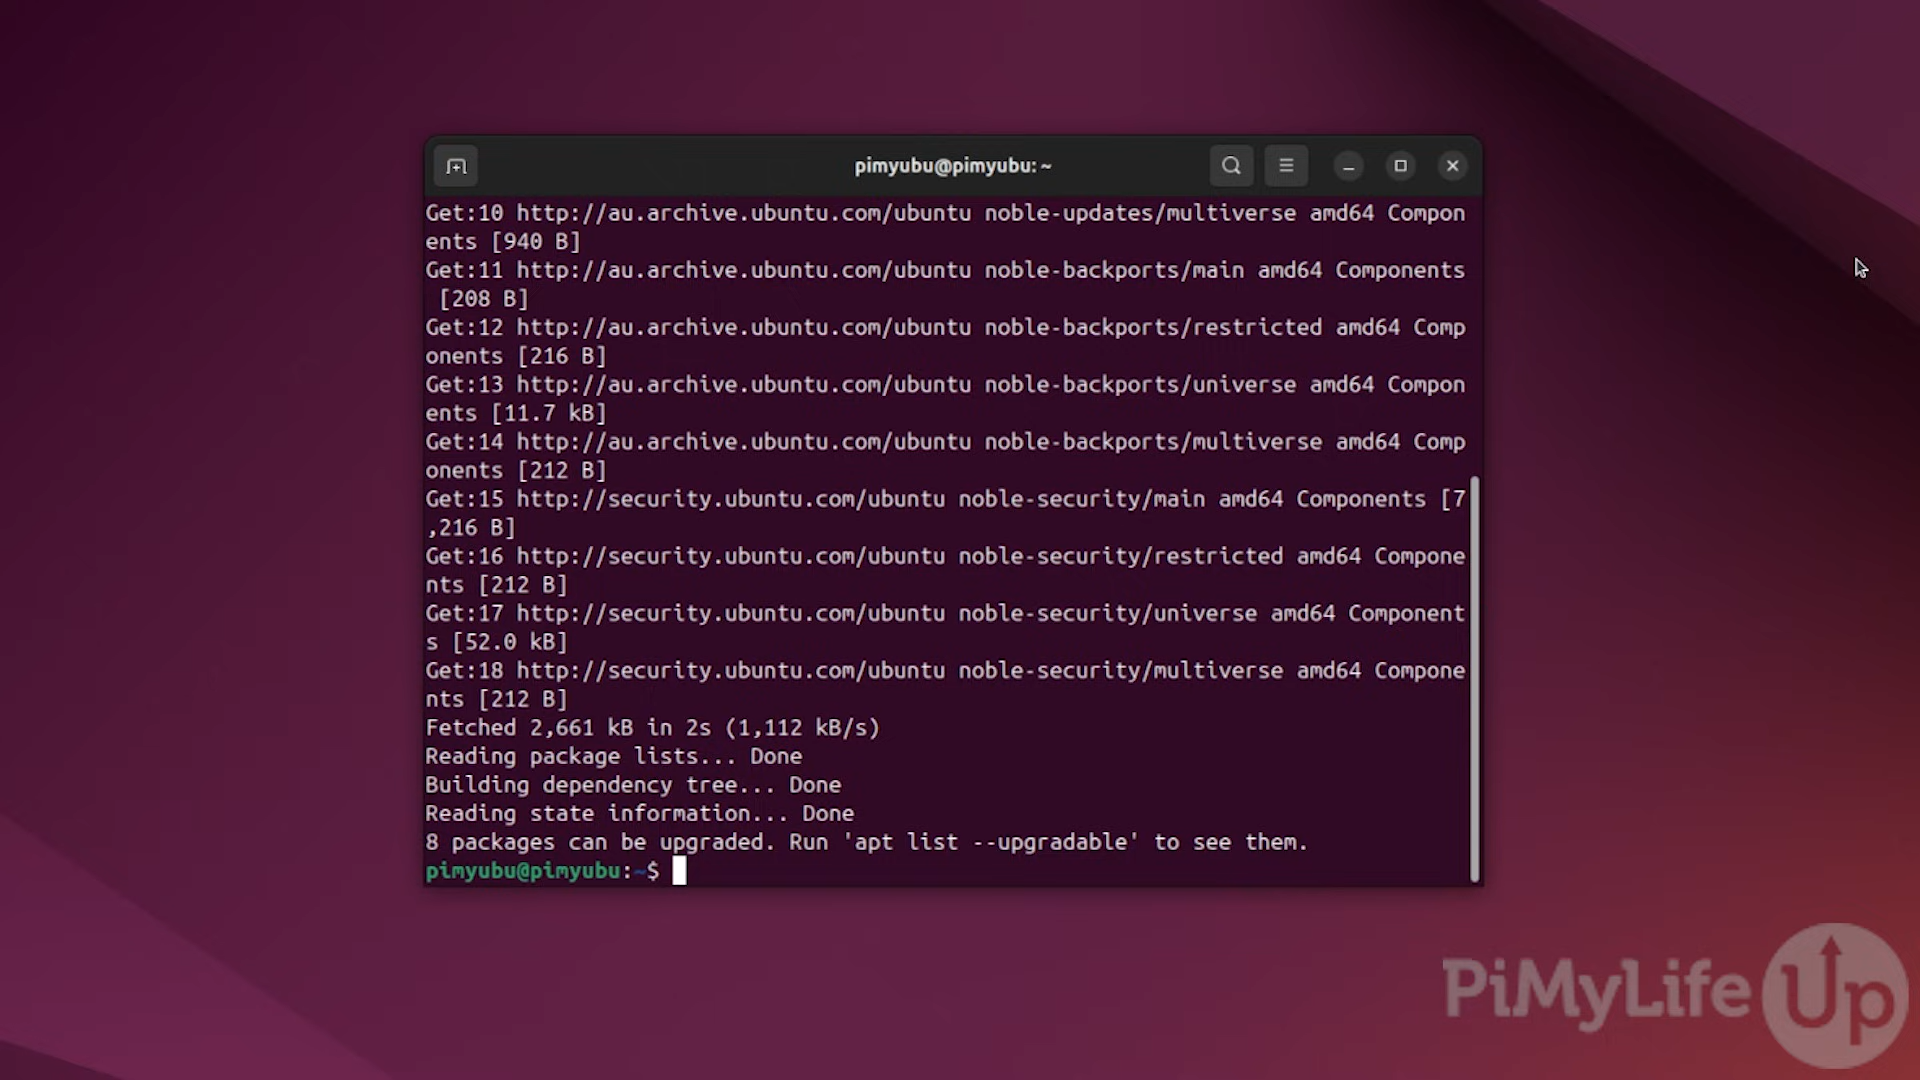 pimyubu@pimyubu: ~
Get:10 http://au.archive.ubuntu.com/ubuntu noble-updates/multiverse amd64 Compon
ents [940 B]
Get:11 http://au.archive.ubuntu.com/ubuntu noble-backports/main amd64 Components
 [208 B]
Get:12 http://au.archive.ubuntu.com/ubuntu noble-backports/restricted amd64 Comp
onents [216 B]
Get:13 http://au.archive.ubuntu.com/ubuntu noble-backports/universe amd64 Compon
ents [11.7 kB]
Get:14 http://au.archive.ubuntu.com/ubuntu noble-backports/multiverse amd64 Comp
onents [212 B]
Get:15 http://security.ubuntu.com/ubuntu noble-security/main amd64 Components [7
,216 B]
Get:16 http://security.ubuntu.com/ubuntu noble-security/restricted amd64 Compone
nts [212 B]
Get:17 http://security.ubuntu.com/ubuntu noble-security/universe amd64 Component
s [52.0 kB]
Get:18 http://security.ubuntu.com/ubuntu noble-security/multiverse amd64 Compone
nts [212 B]
Fetched 2,661 kB in 2s (1,112 kB/s)
Reading package lists... Done
Building dependency tree... Done
Reading state information... Done
8 packages can be upgraded. Run 'apt list --upgradable' to see them.
pimyubu@pimyubu:~$
PiMyLifeUp